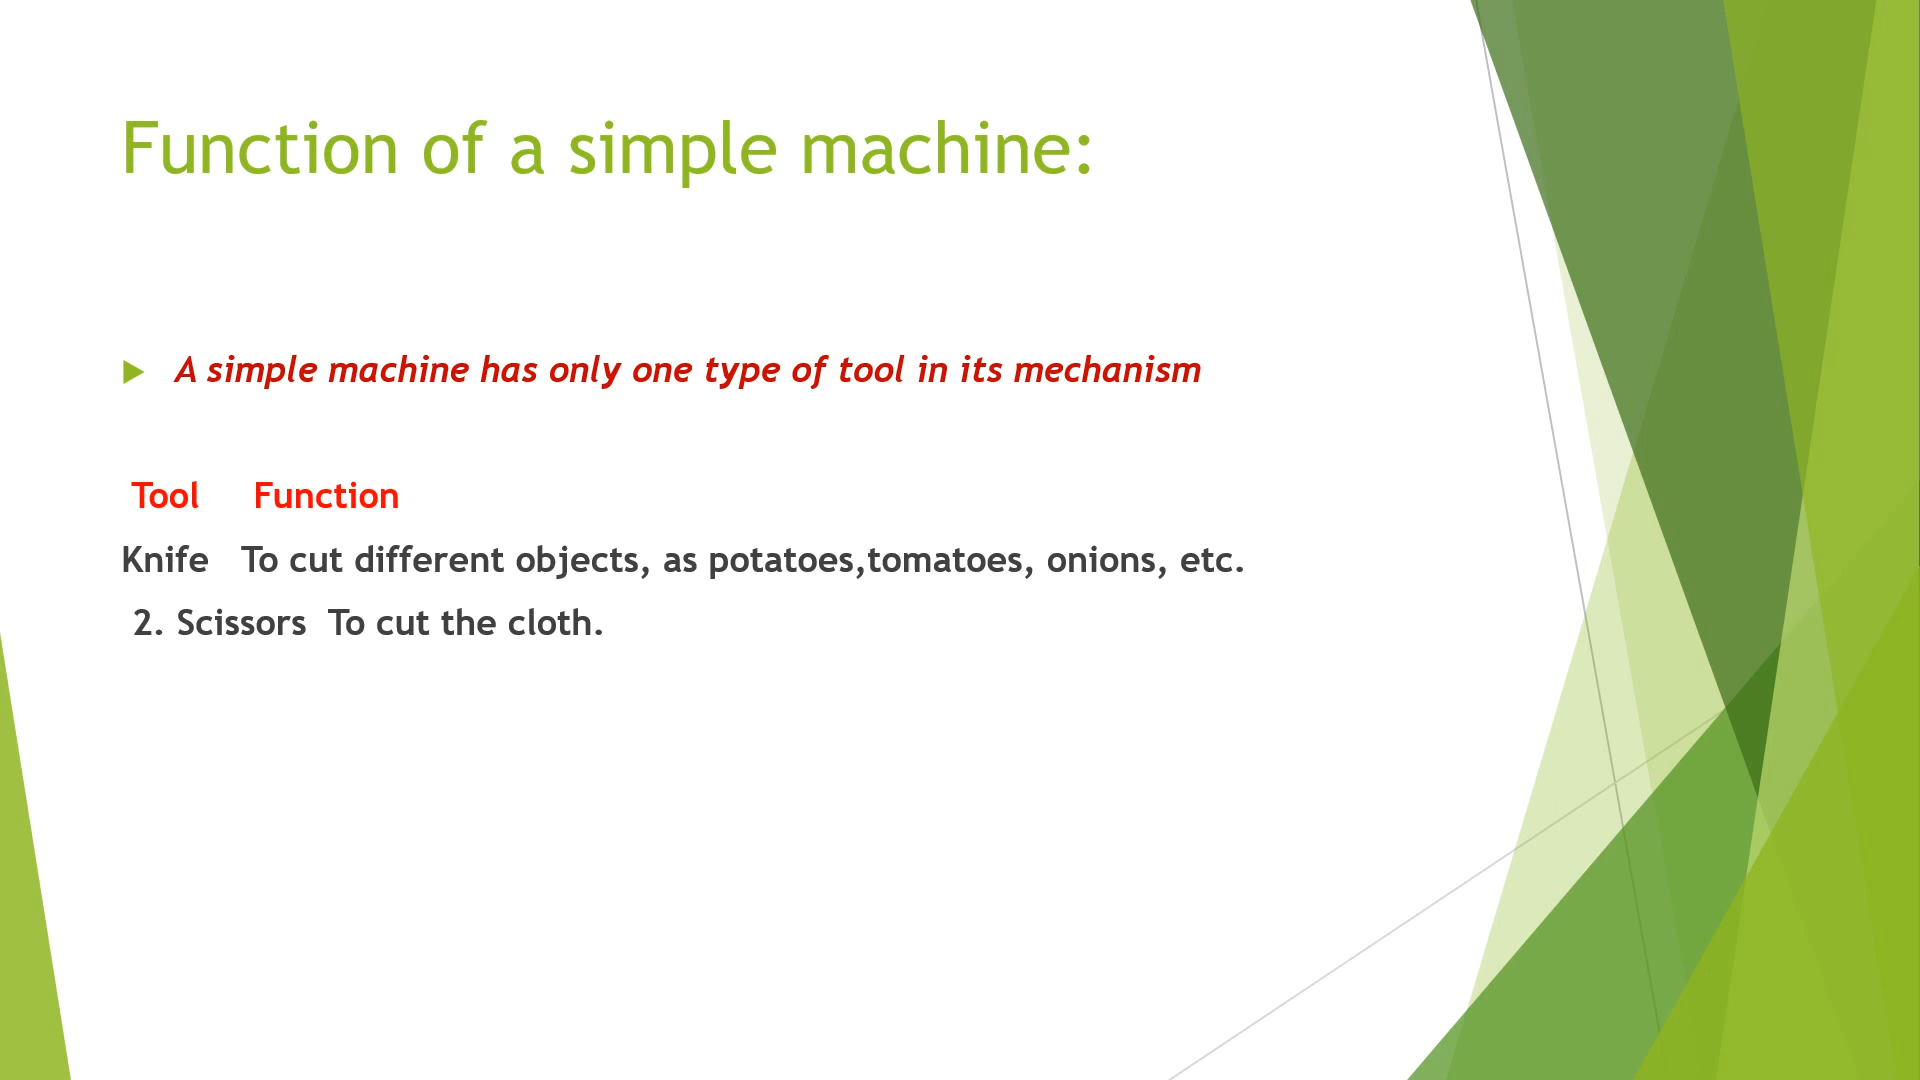 Function of a simple machine:
A simple machine has only one type of tool in its mechanism
Tool Function
Knife To cut different objects, as potatoes,tomatoes, onions, etc.
2. Scissors To cut the cloth.